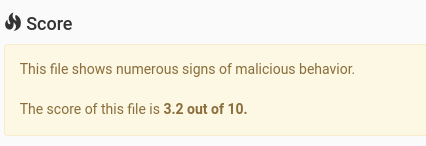 Score
This file shows numerous signs of malicious behavior.
The score of this file is 3.2 out of 10.